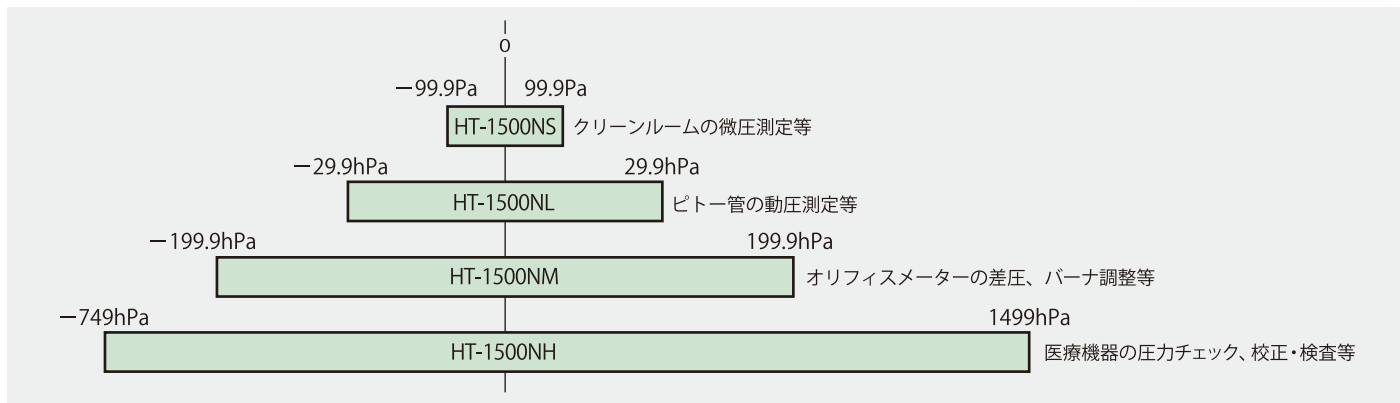 0
−99.9Pa 99.9Pa
HT-1500NS クリーンルームの微圧測定等
−29.9hPa 29.9hPa
HT-1500NL ピトー管の動圧測定等
−199.9hPa 199.9hPa
HT-1500NM オリフィスメーターの差圧、バーナ調整等
−749hPa 1499hPa
HT-1500NH 医療機器の圧力チェック、校正・検査等